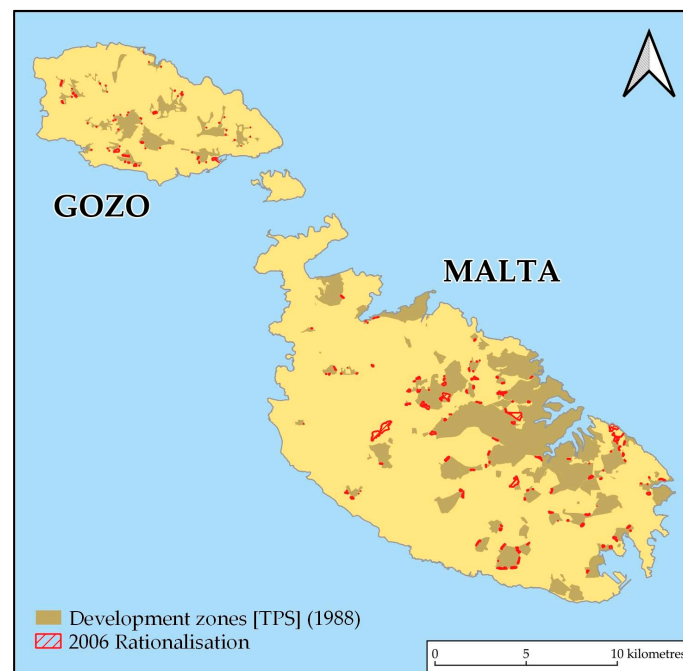 GOZO
MALTA
Development zones [TPS] (1988)
2006 Rationalisation
0 5 10 kilometres